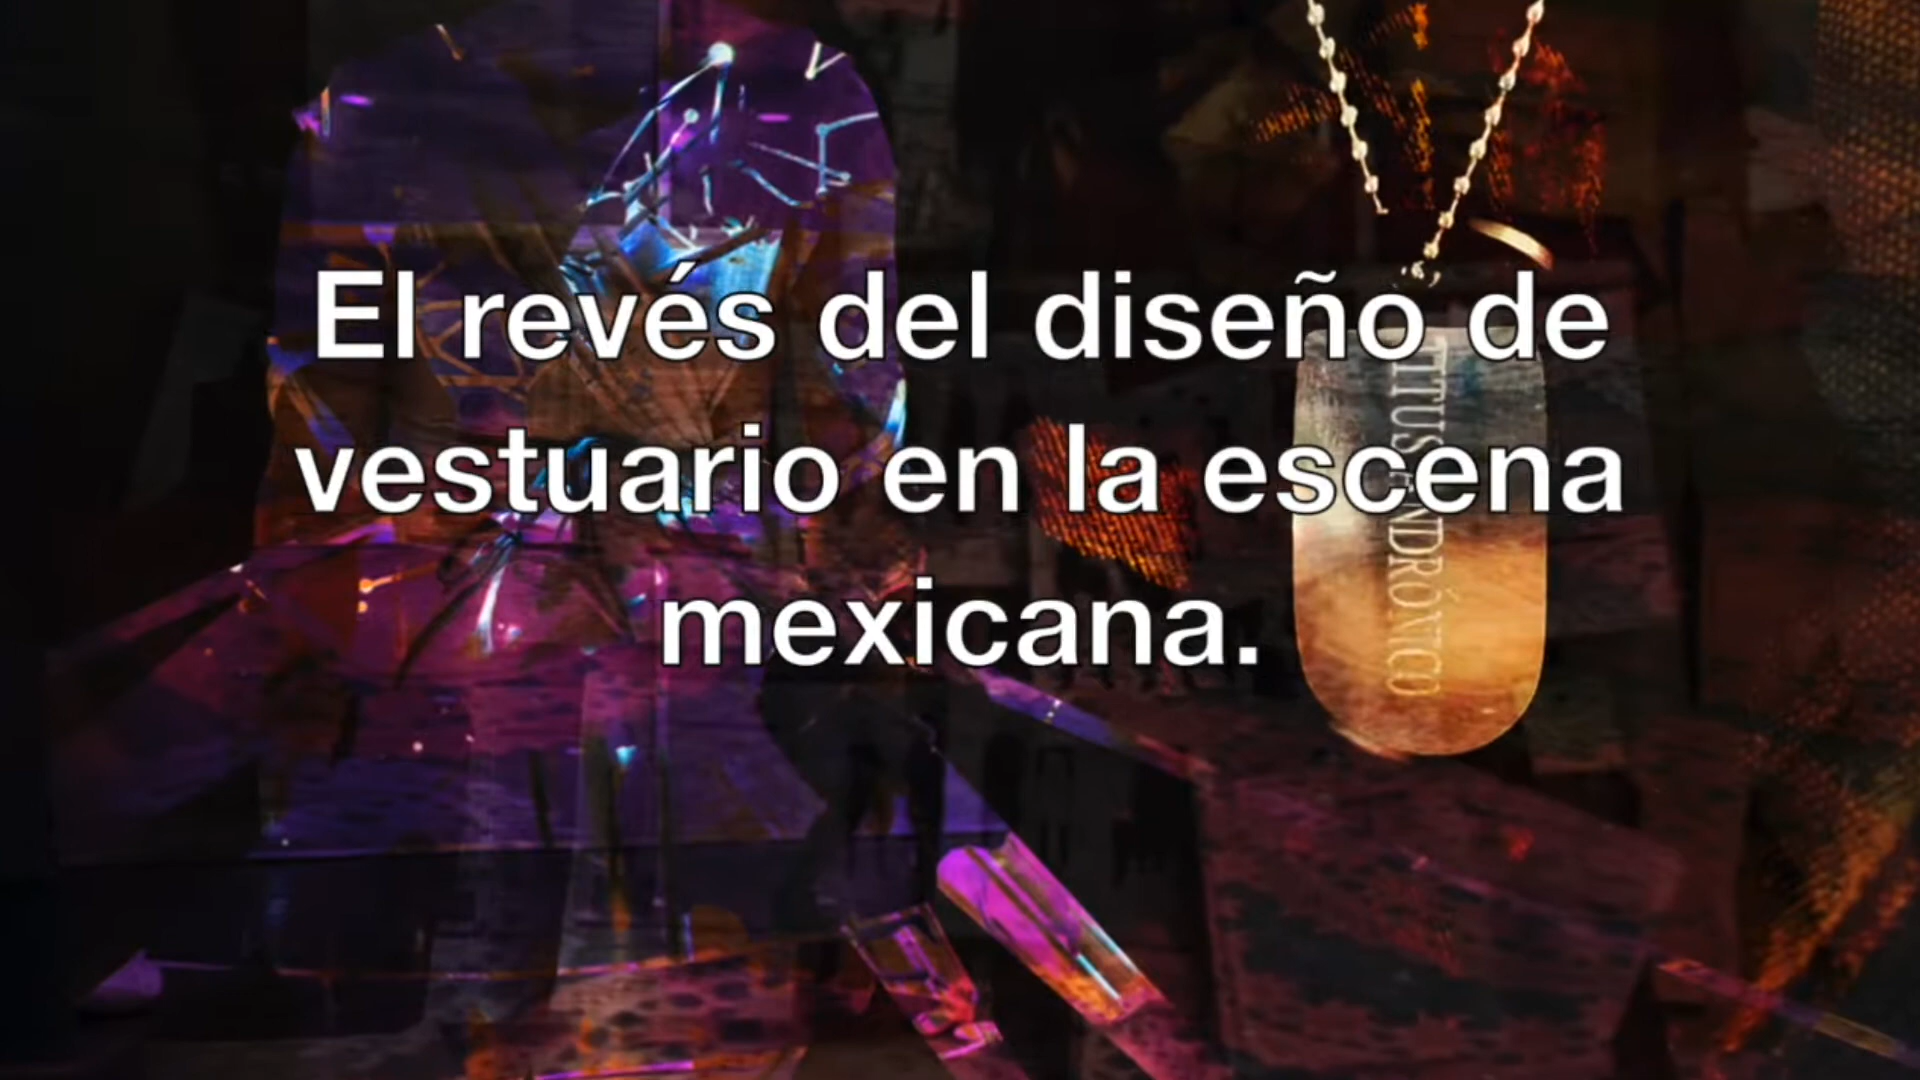 El revés del diseño de
vestuario en la escena
mexicana.
TITUS ANDRÓNICO